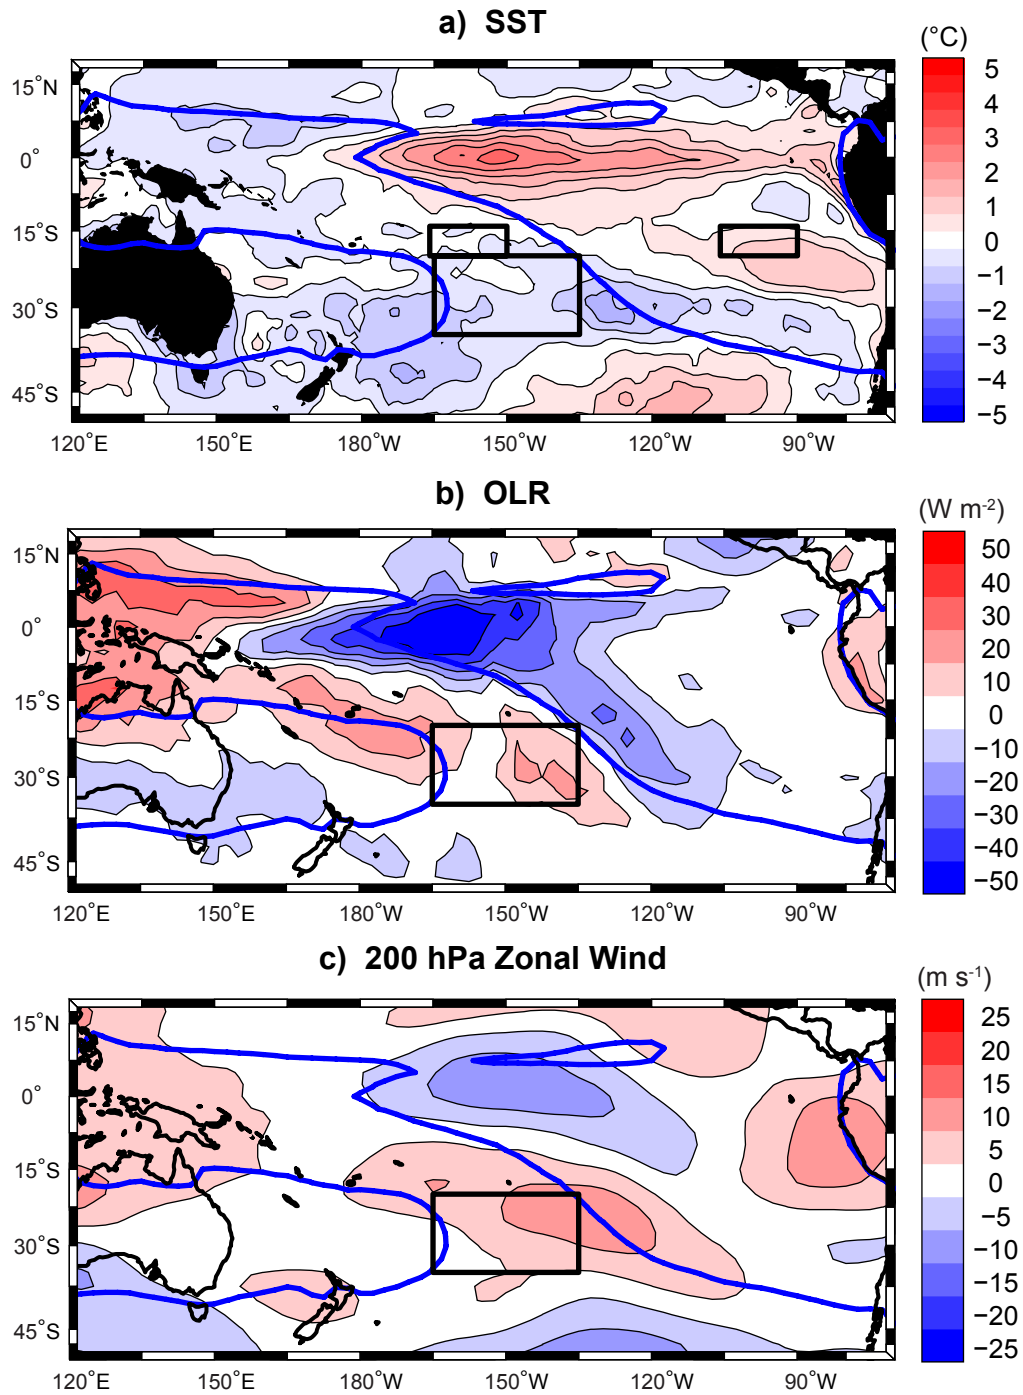 a) SST
(°C)
15°N
0°
15°S
30°S
45°S
120°E 150°E 180°W 150°W 120°W 90°W
5
4
3
2
1
0
−1
−2
−3
−4
−5
b) OLR
(W m-2)
15°N
0°
15°S
30°S
45°S
120°E 150°E 180°W 150°W 120°W 90°W
50
40
30
20
10
0
−10
−20
−30
−40
−50
c) 200 hPa Zonal Wind
(m s-1)
15°N
0°
15°S
30°S
45°S
120°E 150°E 180°W 150°W 120°W 90°W
25
20
15
10
5
0
−5
−10
−15
−20
−25